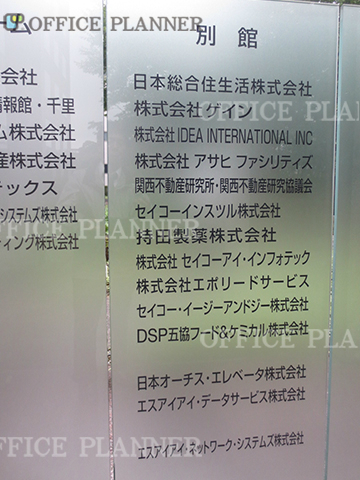 OFFICE PLANNER
別館
会社
日本総合住生活株式会社
情報館・千里
株式会社 ゲイン
OFFICE PLA
ム株式会社
株式会社 IDEA INTERNATIONAL INC
産株式会社
株式会社 アサヒ ファシリティズ
テックス
関西不動産研究所・関西不動産研究協議会
システムズ株式会社
セイコーインスツル株式会社
OFFICE PLANNER
ティング株式会社
持田製薬株式会社
株式会社 セイコーアイ・インフォテック
株式会社エポリードサービス
セイコー・イージーアンドジー株式会社
DSP五協フード&ケミカル株式会社
OFFICE PLA
日本オーチス・エレベータ株式会社
エスアイアイ・データサービス株式会社
OFFICE PLANNER
エスアイアイ・ネットワーク・システムズ株式会社